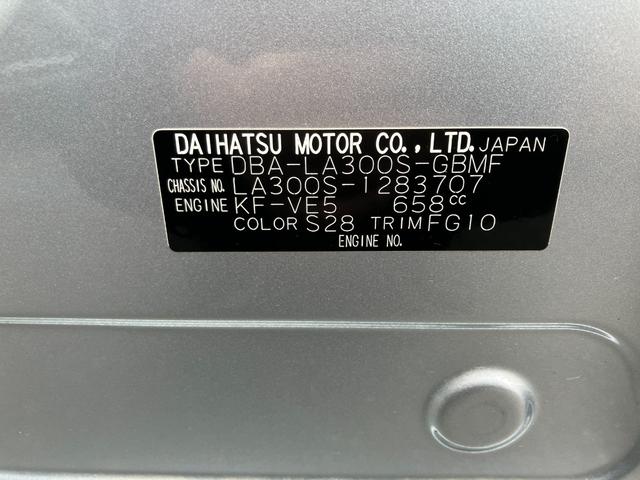 DAIHATSU MOTOR CO.,LTD. JAPAN
TYPE DBA-LA300S-GBMF
CHASSIS NO. LA300S-1283707
ENGINE KF-VE5 658cc
COLOR S28 TRIM FG10
ENGINE NO.